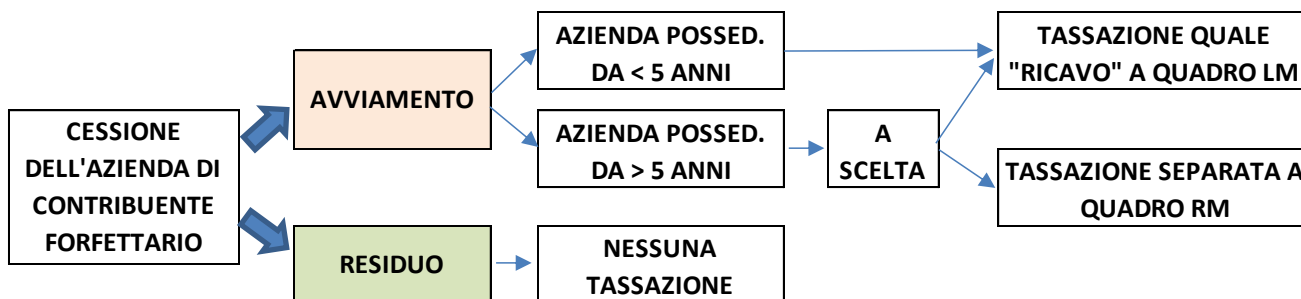 CESSIONE
DELL'AZIENDA DI
CONTRIBUENTE
FORFETTARIO
AVVIAMENTO
AZIENDA POSSED.
DA < 5 ANNI
TASSAZIONE QUALE
"RICAVO" A QUADRO LM
AZIENDA POSSED.
DA > 5 ANNI
A
SCELTA
TASSAZIONE SEPARATA A
QUADRO RM
RESIDUO
NESSUNA
TASSAZIONE